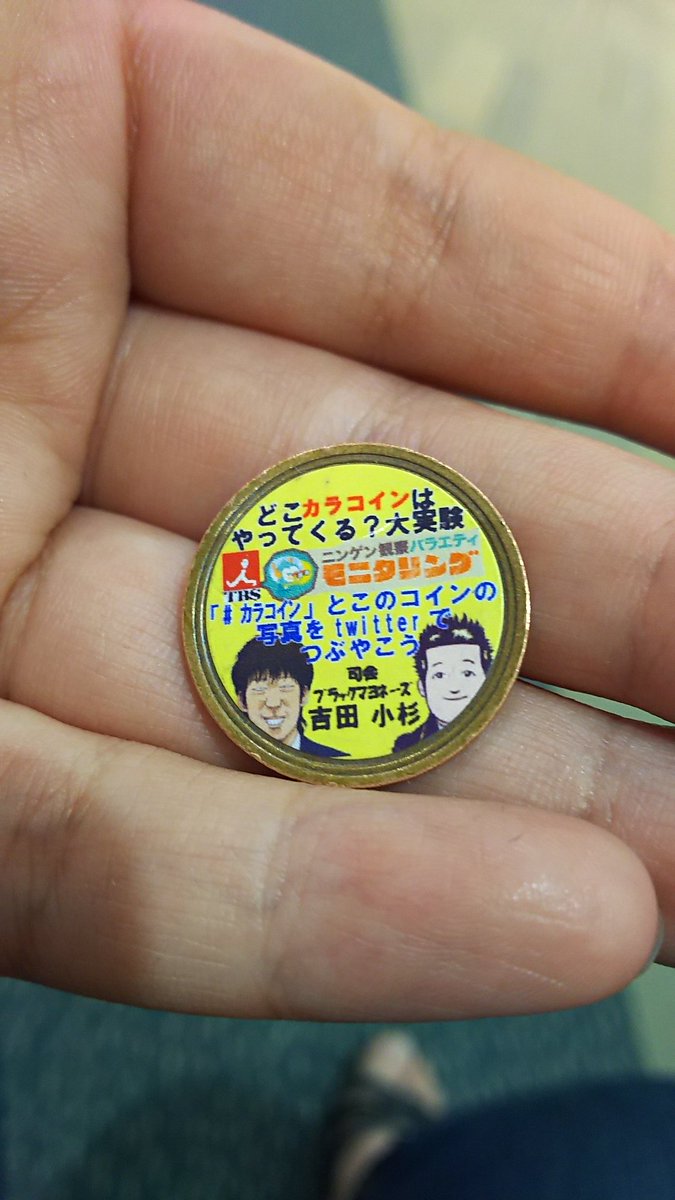 どこカラコインは
やってくる？大実験
TBS
ニンゲン観察バラエティ
モニタリング
「#カラコイン」とこのコインの
写真をtwitterで
つぶやこう
司会
ブラックマヨネーズ
吉田 小杉